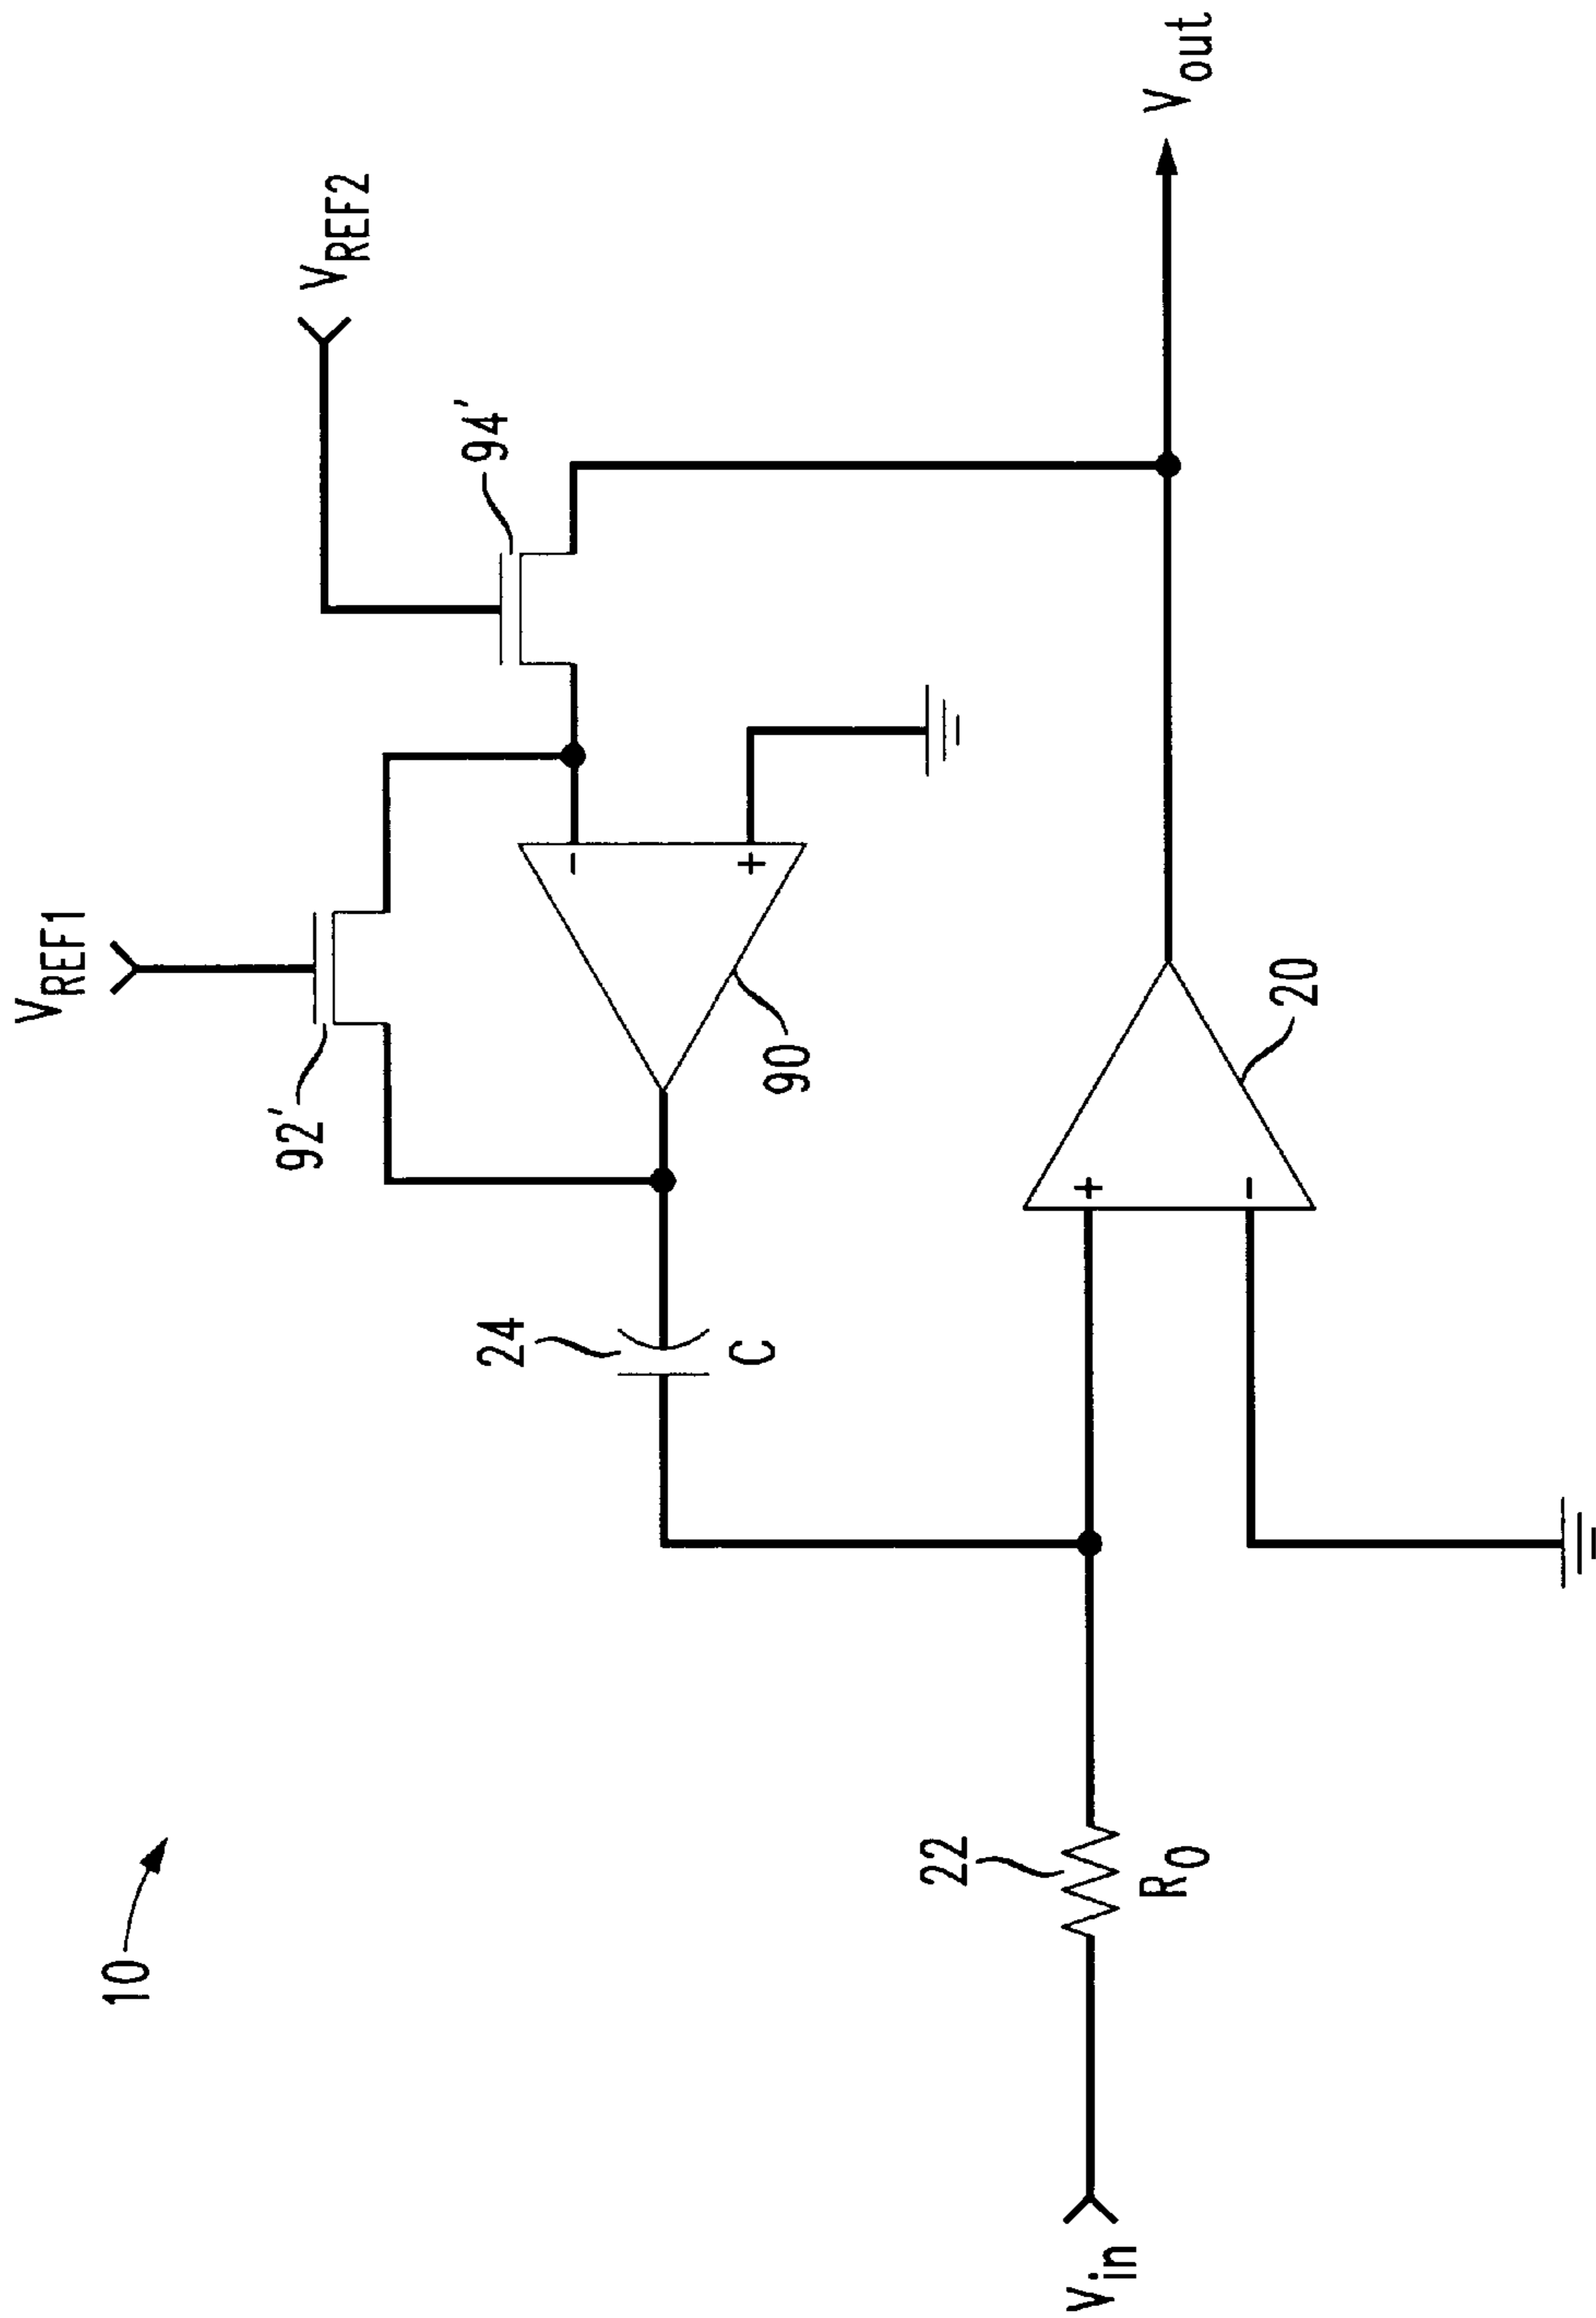 10
V_REF1
V_REF2
92'
94'
-
+
90
24
C
V_out
+
-
20
22
R_O
V_in